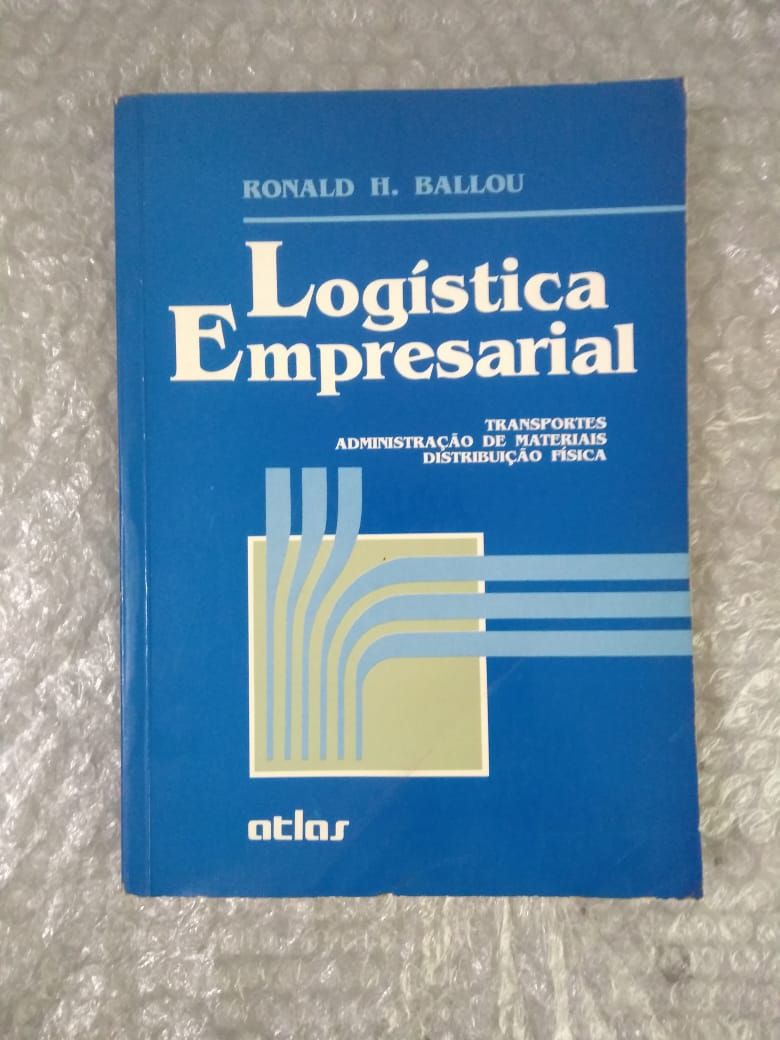 RONALD H. BALLOU
Logística
Empresarial
TRANSPORTES
ADMINISTRAÇÃO DE MATERIAIS
DISTRIBUIÇÃO FÍSICA
atlas